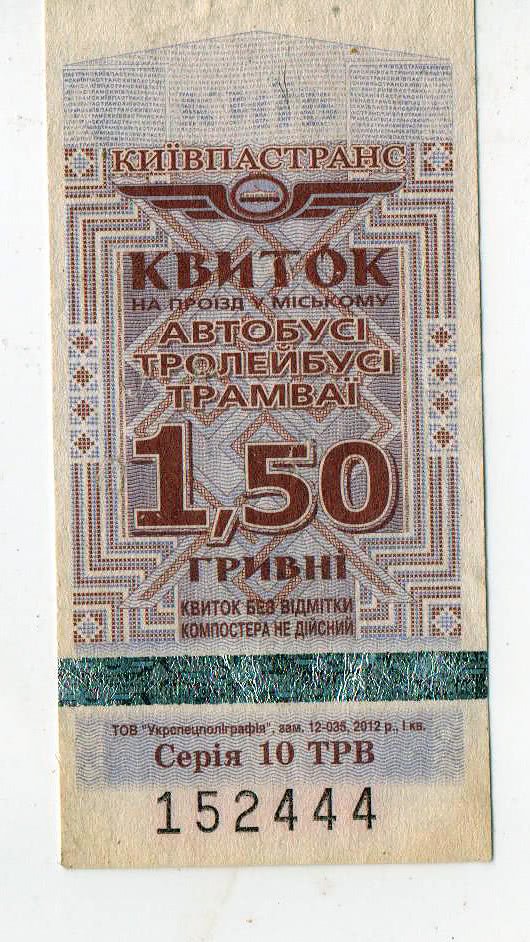 КИЇВПАСТРАНС
КВИТОК
НА ПРОЇЗД У МІСЬКОМУ
АВТОБУСІ
ТРОЛЕЙБУСІ
ТРАМВАЇ
1,50
ГРИВНІ
КВИТОК БЕЗ ВІДМІТКИ
КОМПОСТЕРА НЕ ДІЙСНИЙ
ТОВ "Укрспецполіграфія", зам. 12-035, 2012 р., І кв.
Серія 10 ТРВ
152444